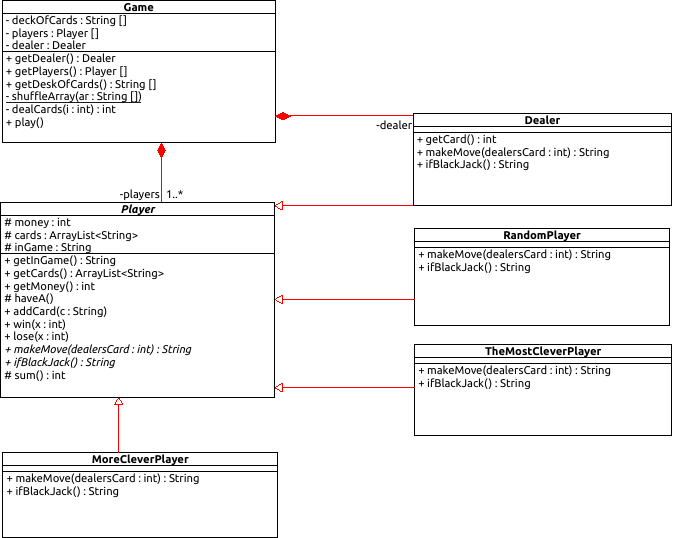 Game
- deckOfCards : String []
- players : Player []
- dealer : Dealer
+ getDealer() : Dealer
+ getPlayers() : Player []
+ getDeskOfCards() : String []
- shuffleArray(ar : String [])
- dealCards(i : int) : int
+ play()
-dealer
Dealer
+ getCard() : int
+ makeMove(dealersCard : int) : String
+ ifBlackJack() : String
-players 1..*
Player
# money : int
# cards : ArrayList<String>
# inGame : String
+ getInGame() : String
+ getCards() : ArrayList<String>
+ getMoney() : int
# haveA()
+ addCard(c : String)
+ win(x : int)
+ lose(x : int)
+ makeMove(dealersCard : int) : String
+ ifBlackJack() : String
# sum() : int
RandomPlayer
+ makeMove(dealersCard : int) : String
+ ifBlackJack() : String
TheMostCleverPlayer
+ makeMove(dealersCard : int) : String
+ ifBlackJack() : String
MoreCleverPlayer
+ makeMove(dealersCard : int) : String
+ ifBlackJack() : String